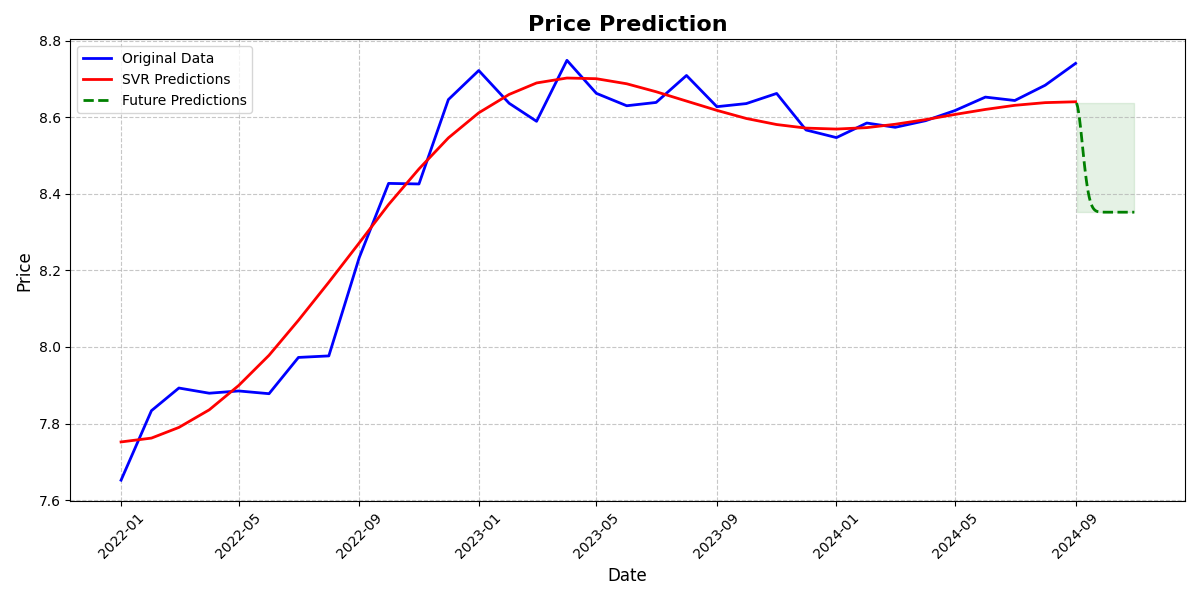 Price Prediction
Original Data
SVR Predictions
Future Predictions
8.8
8.6
8.4
8.2
8.0
7.8
7.6
Price
2022-01
2022-05
2022-09
2023-01
2023-05
2023-09
2024-01
2024-05
2024-09
Date